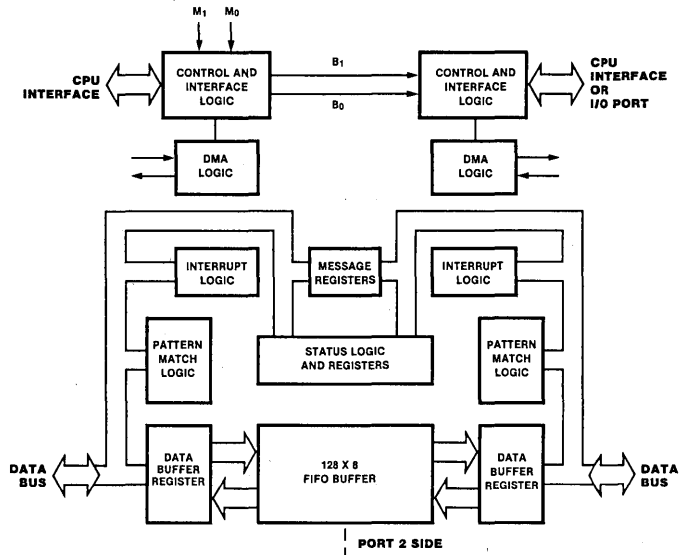 M1 M0
CPU
INTERFACE
CONTROL AND
INTERFACE
LOGIC
B1
B0
CONTROL AND
INTERFACE
LOGIC
CPU
INTERFACE
OR
I/O PORT
DMA
LOGIC
DMA
LOGIC
INTERRUPT
LOGIC
MESSAGE
REGISTERS
INTERRUPT
LOGIC
PATTERN
MATCH
LOGIC
STATUS LOGIC
AND REGISTERS
PATTERN
MATCH
LOGIC
DATA
BUS
DATA
BUFFER
REGISTER
128 X 8
FIFO BUFFER
DATA
BUFFER
REGISTER
DATA
BUS
PORT 2 SIDE